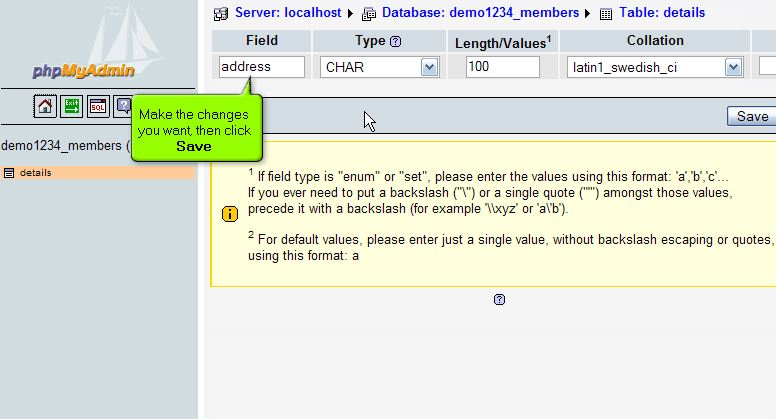 Server: localhost ▶ Database: demo1234_members ▶ Table: details
phpMyAdmin
Field Type Length/Values1 Collation
address CHAR 100 latin1_swedish_ci
SQL
Make the changes
you want, then click
Save
Save
demo1234_members (
details
1 If field type is "enum" or "set", please enter the values using this format: 'a','b','c'...
If you ever need to put a backslash ("\") or a single quote ("'") amongst those values,
precede it with a backslash (for example '\\xyz' or 'a\'b').
2 For default values, please enter just a single value, without backslash escaping or quotes,
using this format: a